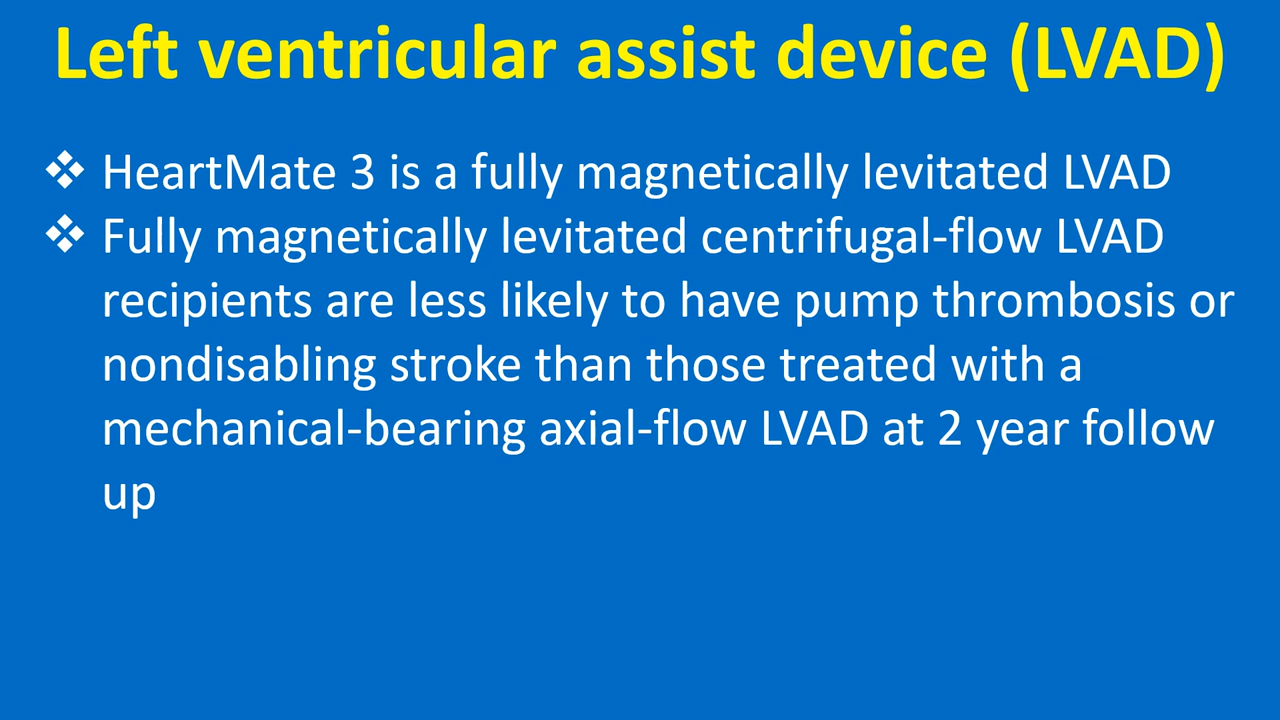 Left ventricular assist device (LVAD)
❖ HeartMate 3 is a fully magnetically levitated LVAD
❖ Fully magnetically levitated centrifugal-flow LVAD
recipients are less likely to have pump thrombosis or
nondisabling stroke than those treated with a
mechanical-bearing axial-flow LVAD at 2 year follow
up